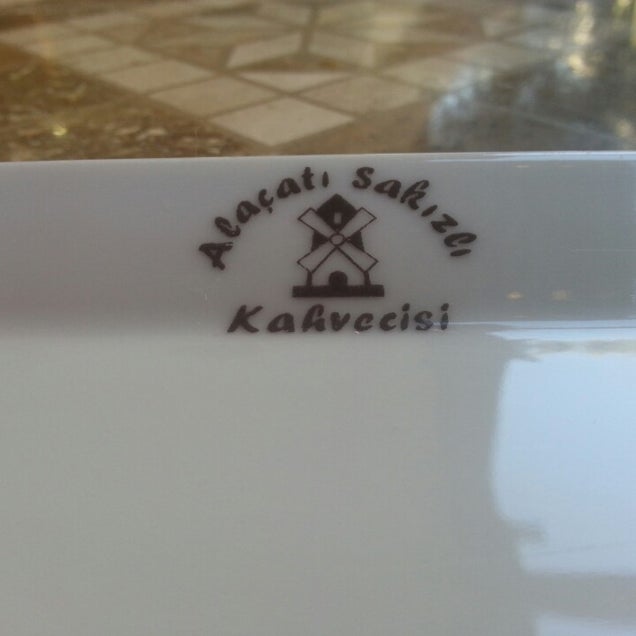 Alaçatı Sakızlı
Kahvecisi